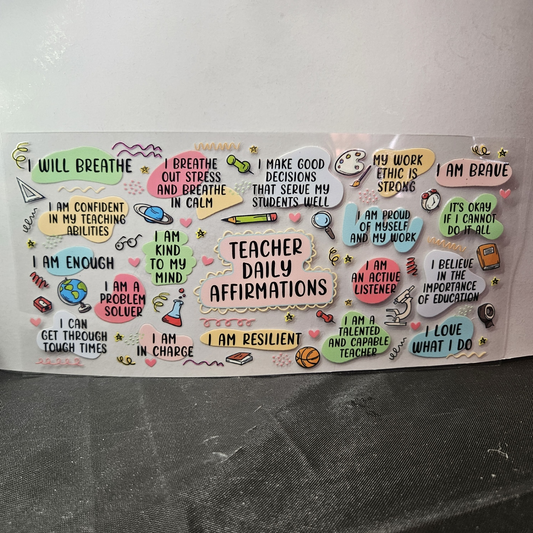 I WILL BREATHE
I BREATHE
OUT STRESS
AND BREATHE
IN CALM
I MAKE GOOD
DECISIONS
THAT SERVE MY
STUDENTS WELL
MY WORK
ETHIC IS
STRONG
I AM BRAVE
I AM CONFIDENT
IN MY TEACHING
ABILITIES
I AM
KIND
TO MY
MIND
TEACHER
DAILY
AFFIRMATIONS
I AM PROUD
OF MYSELF
AND MY WORK
IT'S OKAY
IF I CANNOT
DO IT ALL
I AM ENOUGH
I AM A
PROBLEM
SOLVER
I AM
AN ACTIVE
LISTENER
I BELIEVE
IN THE
IMPORTANCE
OF EDUCATION
I CAN
GET THROUGH
TOUGH TIMES
I AM
IN CHARGE
I AM RESILIENT
I AM A
TALENTED
AND CAPABLE
TEACHER
I LOVE
WHAT I DO